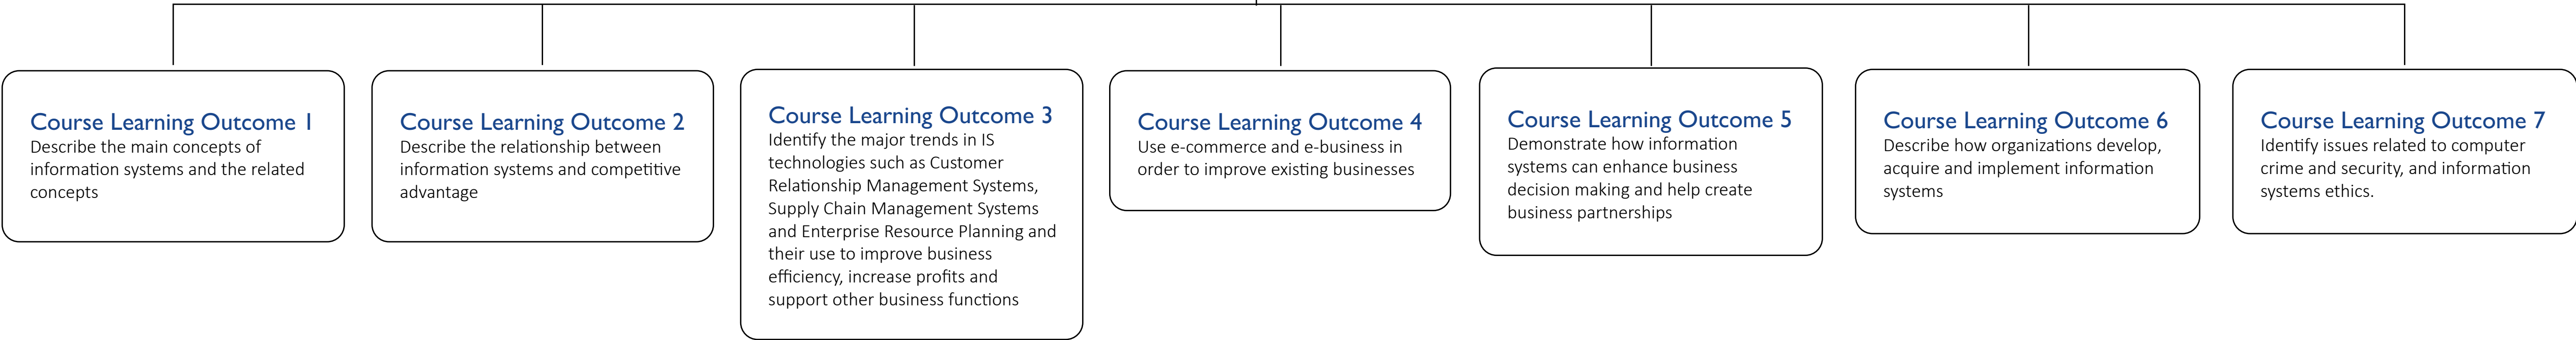 Course Learning Outcome 1
Describe the main concepts of
information systems and the related
concepts
Course Learning Outcome 2
Describe the relationship between
information systems and competitive
advantage
Course Learning Outcome 3
Identify the major trends in IS
technologies such as Customer
Relationship Management Systems,
Supply Chain Management Systems
and Enterprise Resource Planning and
their use to improve business
efficiency, increase profits and
support other business functions
Course Learning Outcome 4
Use e-commerce and e-business in
order to improve existing businesses
Course Learning Outcome 5
Demonstrate how information
systems can enhance business
decision making and help create
business partnerships
Course Learning Outcome 6
Describe how organizations develop,
acquire and implement information
systems
Course Learning Outcome 7
Identify issues related to computer
crime and security, and information
systems ethics.